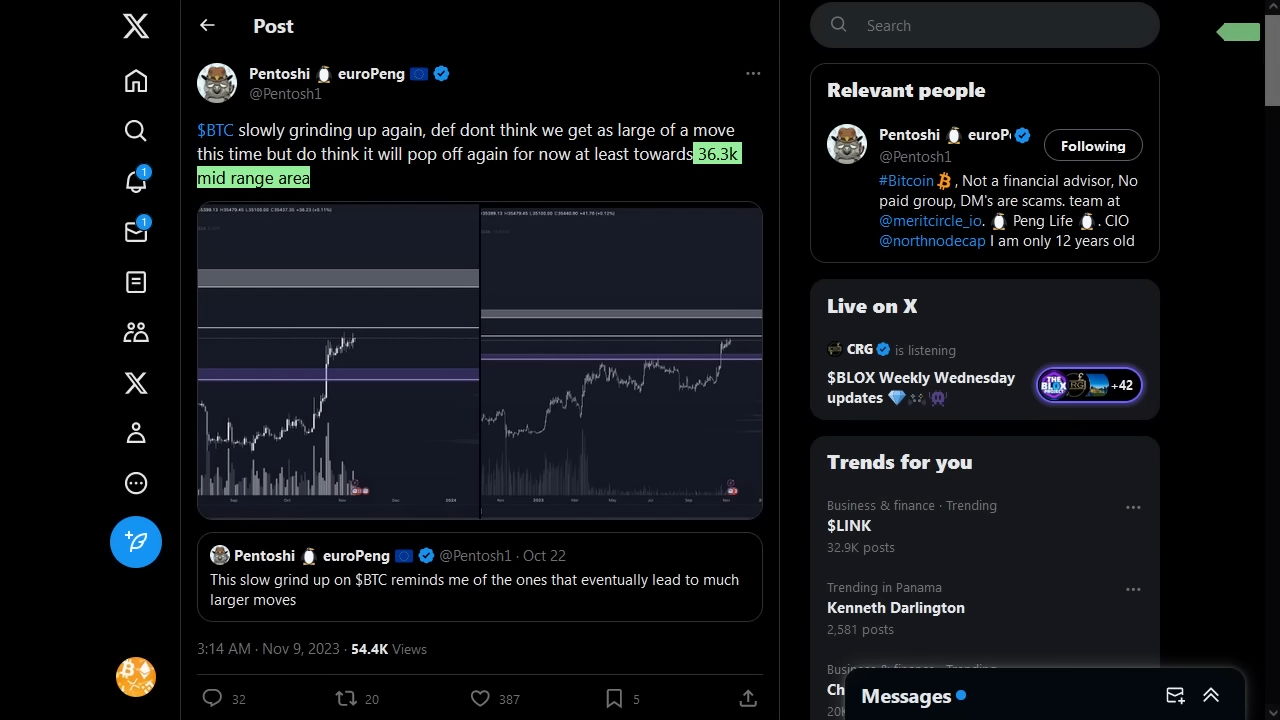 Post
Search
Pentoshi 🐧 euroPeng 🇪🇺
@Pentosh1
$BTC slowly grinding up again, def dont think we get as large of a move
this time but do think it will pop off again for now at least towards 36.3k
mid range area
Pentoshi 🐧 euroPeng 🇪🇺 @Pentosh1 · Oct 22
This slow grind up on $BTC reminds me of the ones that eventually lead to much
larger moves
3:14 AM · Nov 9, 2023 · 54.4K Views
32
20
387
5
1
1
Relevant people
Pentoshi 🐧 euroP
@Pentosh1
Following
#Bitcoin, Not a financial advisor, No
paid group, DM's are scams. team at
@meritcircle_io. 🐧 Peng Life 🐧. CIO
@northnodecap I am only 12 years old
Live on X
CRG is listening
$BLOX Weekly Wednesday
updates 💎🎮👾
+42
Trends for you
Business & finance · Trending
$LINK
32.9K posts
Trending in Panama
Kenneth Darlington
2,581 posts
Messages